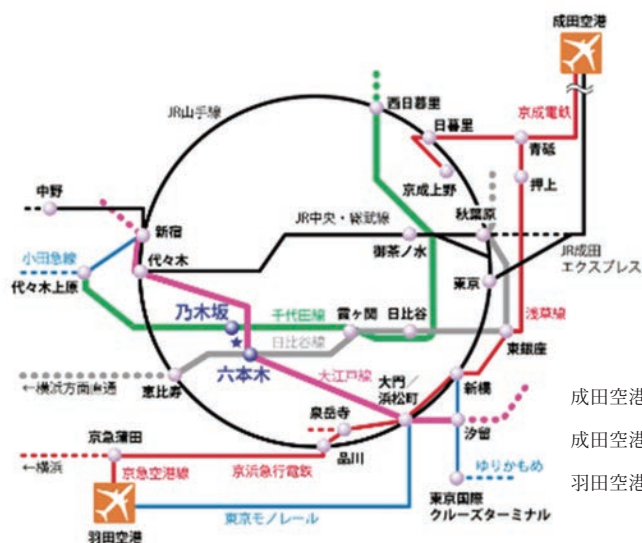 成田空港
JR山手線
西日暮里
日暮里
京成電鉄
青砥
京成上野
押上
中野
新宿
JR中央・総武線
秋葉原
小田急線
代々木
御茶ノ水
JR成田
エクスプレス
代々木上原
東京
乃木坂
千代田線
霞ヶ関
日比谷
浅草線
日比谷線
東銀座
六本木
←横浜方面直通
恵比寿
大江戸線
大門／
浜松町
新橋
成田空港
泉岳寺
汐留
成田空港
京急蒲田
←横浜
京急空港線
京浜急行電鉄
品川
ゆりかもめ
羽田空港
東京国際
クルーズターミナル
東京モノレール
羽田空港